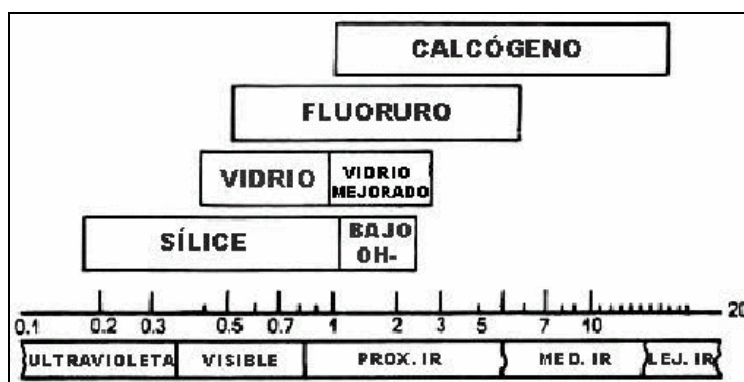 CALCÓGENO
FLUORURO
VIDRIO
VIDRIO
MEJORADO
SÍLICE
BAJO
OH-
0.1 0.2 0.3 0.5 0.7 1 2 3 5 7 10 20
ULTRAVIOLETA VISIBLE PROX. IR MED. IR LEJ. IR